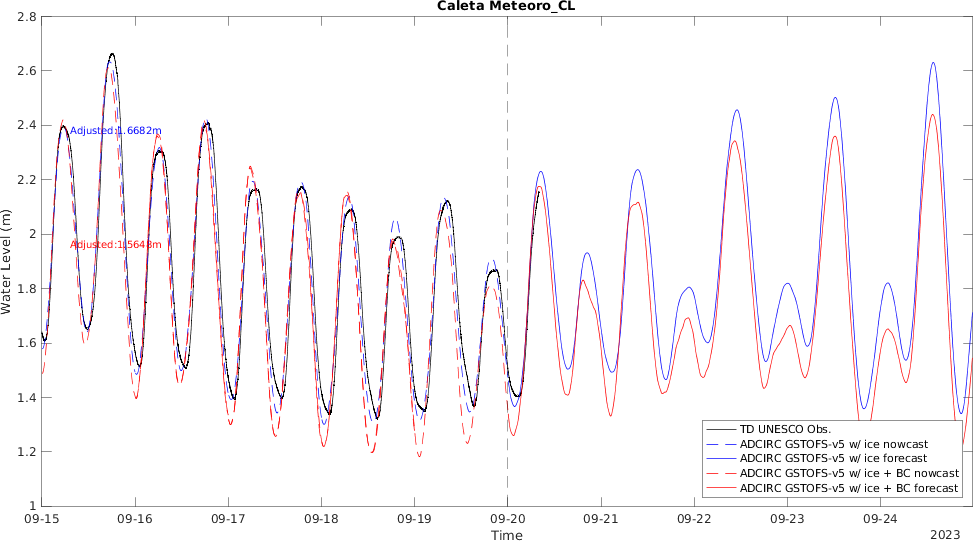 Caleta Meteoro_CL
2.8
2.6
2.4
2.2
2
1.8
1.6
1.4
1.2
1
Water Level (m)
Adjusted:1.6682m
Adjusted:1.5648m
TD UNESCO Obs.
ADCIRC GSTOFS-v5 w/ ice nowcast
ADCIRC GSTOFS-v5 w/ ice forecast
ADCIRC GSTOFS-v5 w/ ice + BC nowcast
ADCIRC GSTOFS-v5 w/ ice + BC forecast
09-15 09-16 09-17 09-18 09-19 09-20 09-21 09-22 09-23 09-24
Time
2023